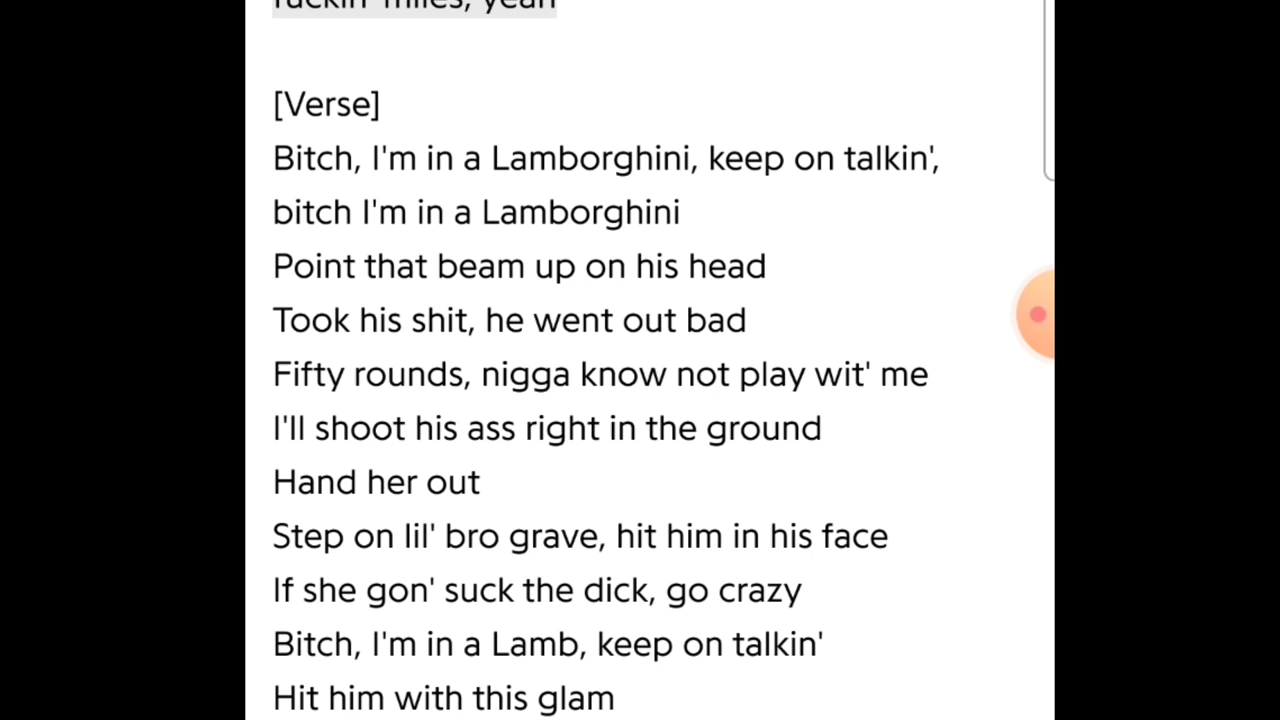 fuckin' miles, yeah
[Verse]
Bitch, I'm in a Lamborghini, keep on talkin',
bitch I'm in a Lamborghini
Point that beam up on his head
Took his shit, he went out bad
Fifty rounds, nigga know not play wit' me
I'll shoot his ass right in the ground
Hand her out
Step on lil' bro grave, hit him in his face
If she gon' suck the dick, go crazy
Bitch, I'm in a Lamb, keep on talkin'
Hit him with this glam